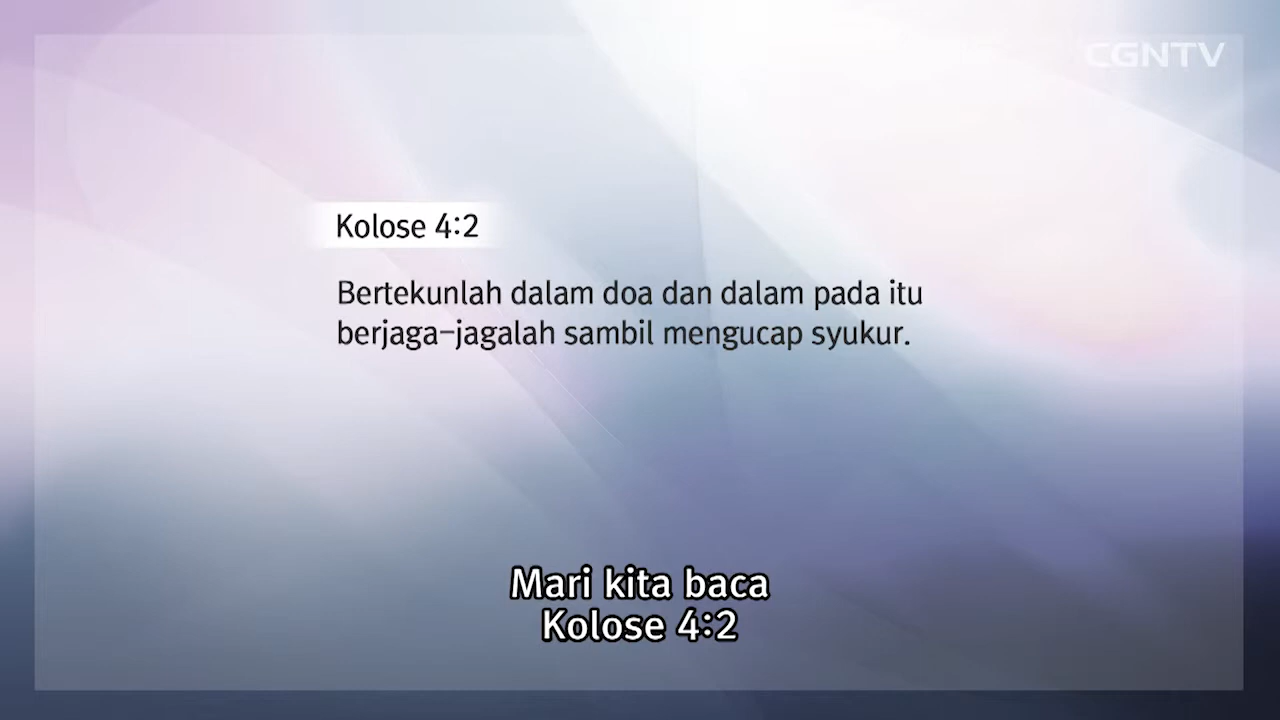 CGNTV
Kolose 4:2
Bertekunlah dalam doa dan dalam pada itu
berjaga-jagalah sambil mengucap syukur.
Mari kita baca
Kolose 4:2